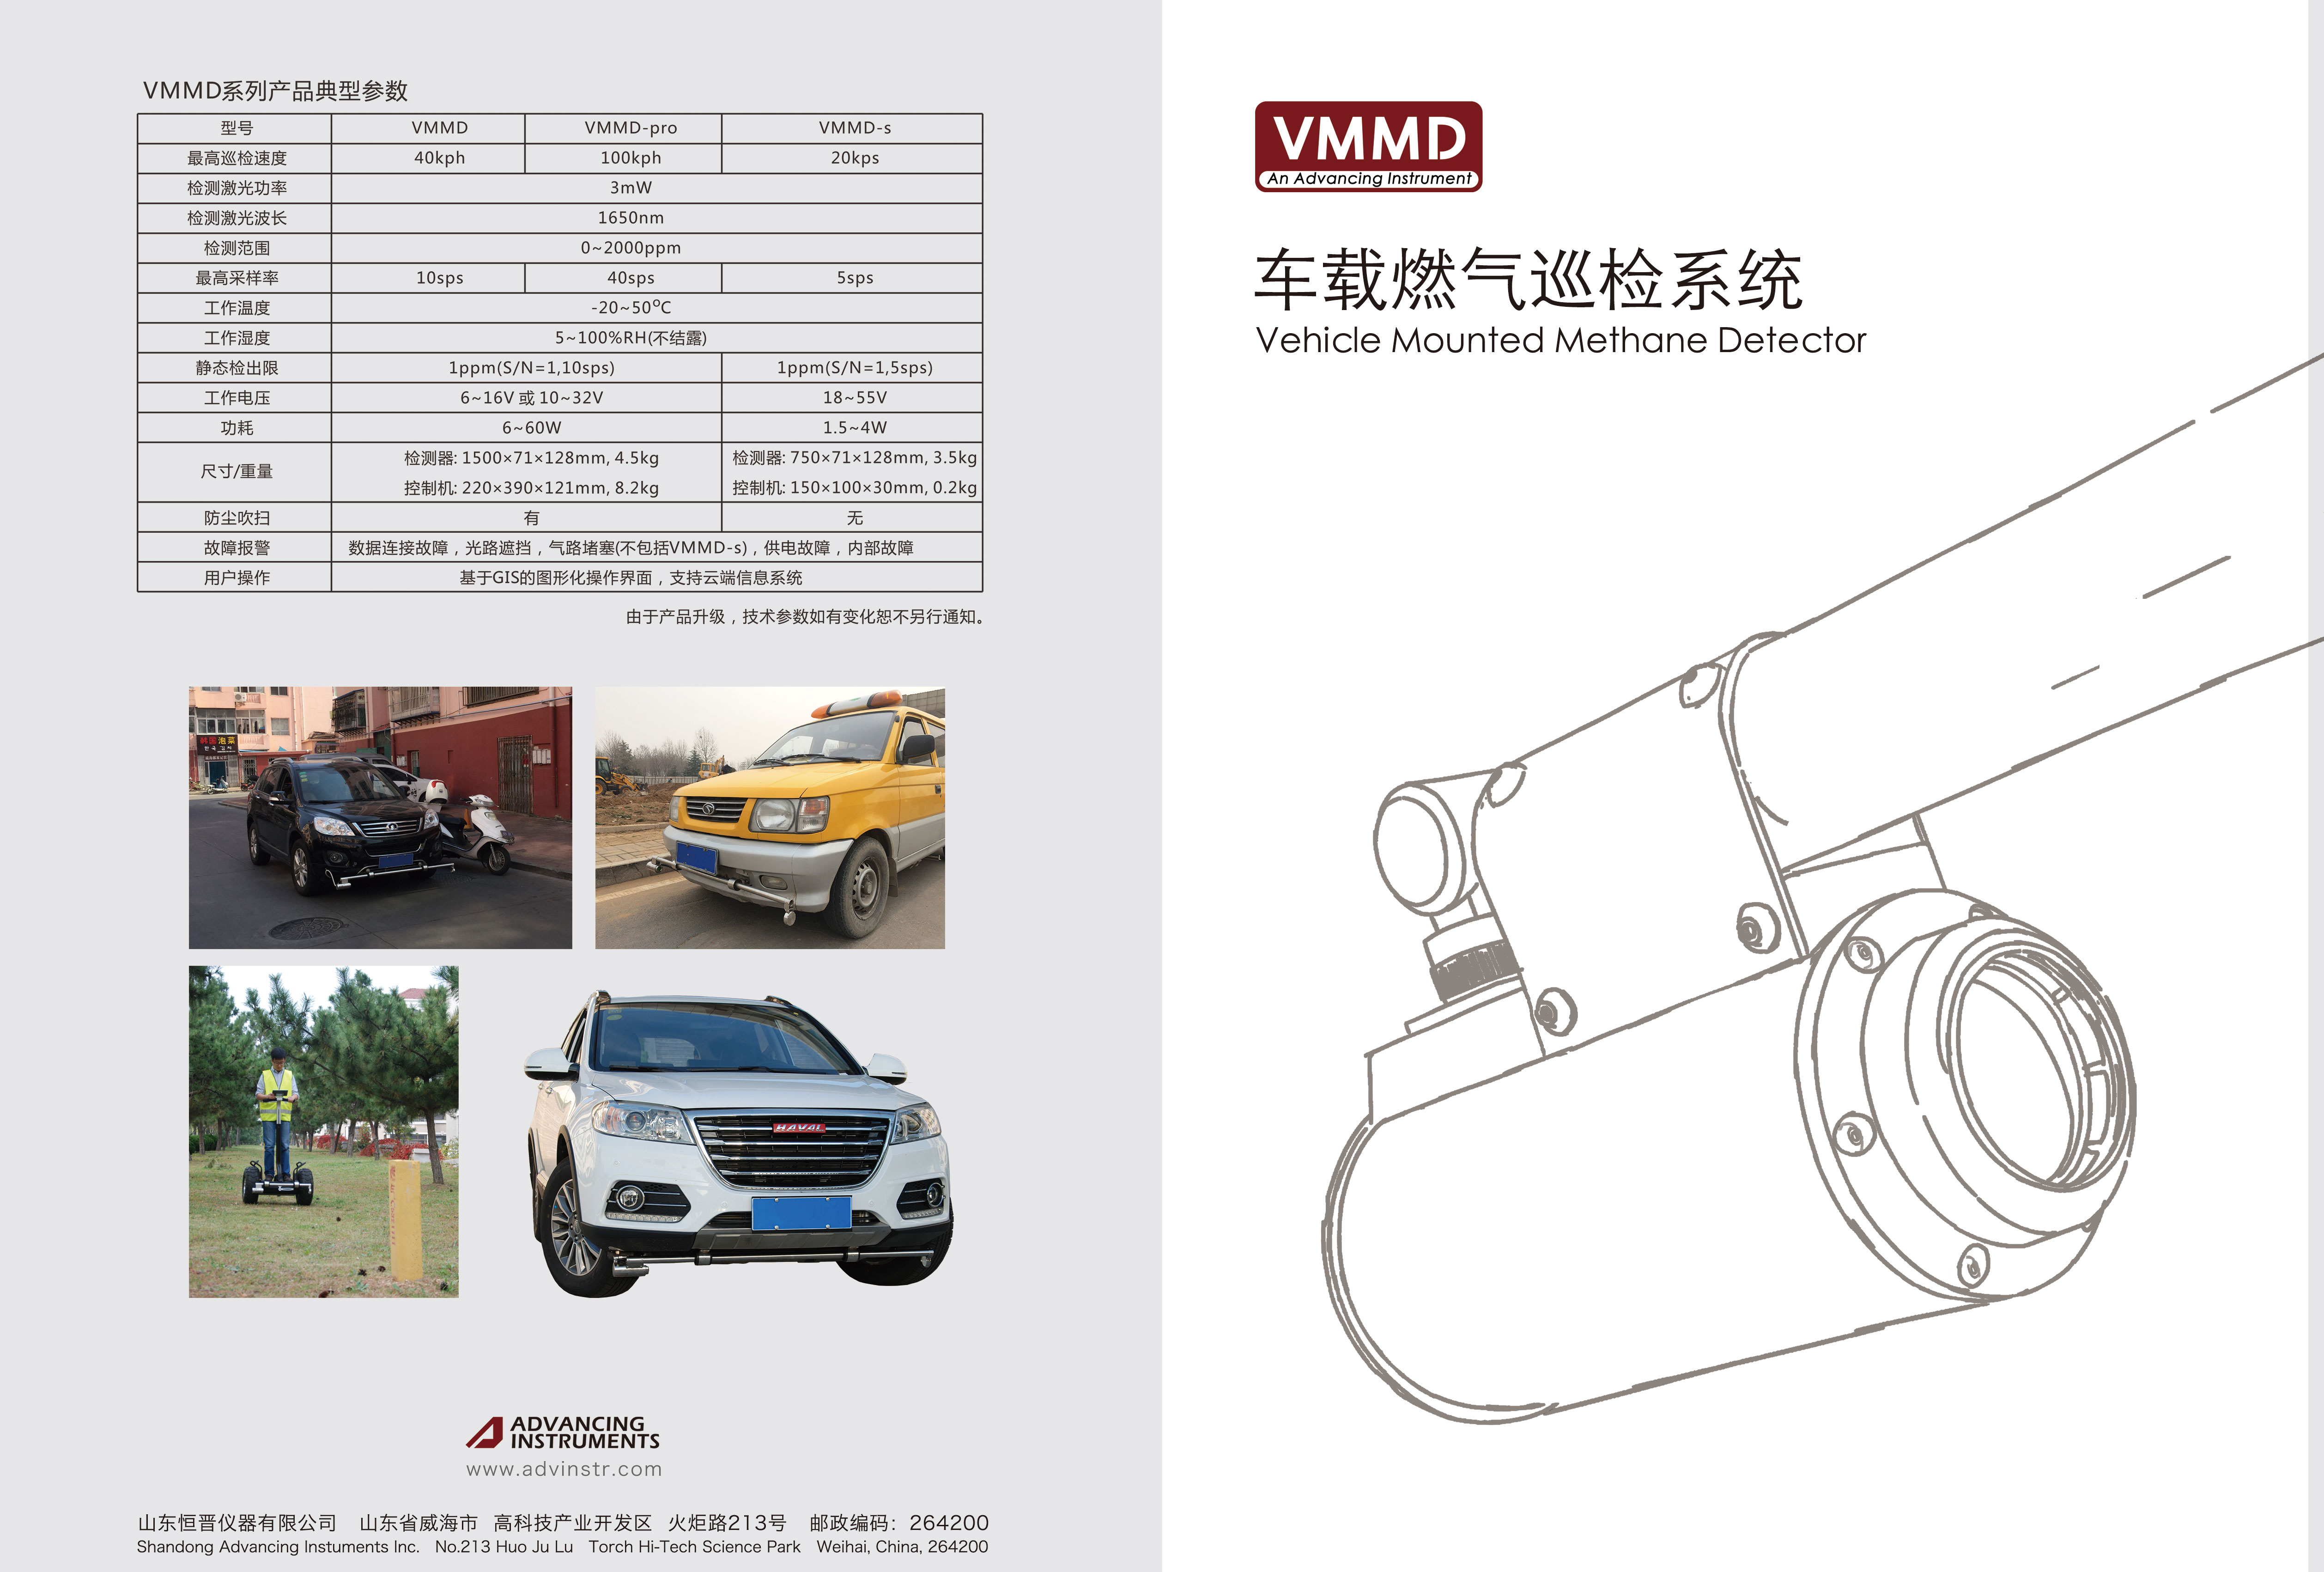 VMMD系列产品典型参数
型号 VMMD VMMD-pro VMMD-s
最高巡检速度 40kph 100kph 20kps
检测激光功率 3mW
检测激光波长 1650nm
检测范围 0~2000ppm
最高采样率 10sps 40sps 5sps
工作温度 -20~50°C
工作湿度 5~100%RH(不结露)
静态检出限 1ppm(S/N=1,10sps) 1ppm(S/N=1,5sps)
工作电压 6~16V 或 10~32V 18~55V
功耗 6~60W 1.5~4W
尺寸/重量 检测器: 1500×71×128mm, 4.5kg 检测器: 750×71×128mm, 3.5kg
控制机: 220×390×121mm, 8.2kg 控制机: 150×100×30mm, 0.2kg
防尘吹扫 有 无
故障报警 数据连接故障，光路遮挡，气路堵塞(不包括VMMD-s)，供电故障，内部故障
用户操作 基于GIS的图形化操作界面，支持云端信息系统
由于产品升级，技术参数如有变化恕不另行通知。
韩国泡菜
HAVAL
ADVANCING
INSTRUMENTS
www.advinstr.com
山东恒晋仪器有限公司 山东省威海市 高科技产业开发区 火炬路213号 邮政编码：264200
Shandong Advancing Instuments Inc. No.213 Huo Ju Lu Torch Hi-Tech Science Park Weihai, China, 264200
VMMD
An Advancing Instrument
车载燃气巡检系统
Vehicle Mounted Methane Detector